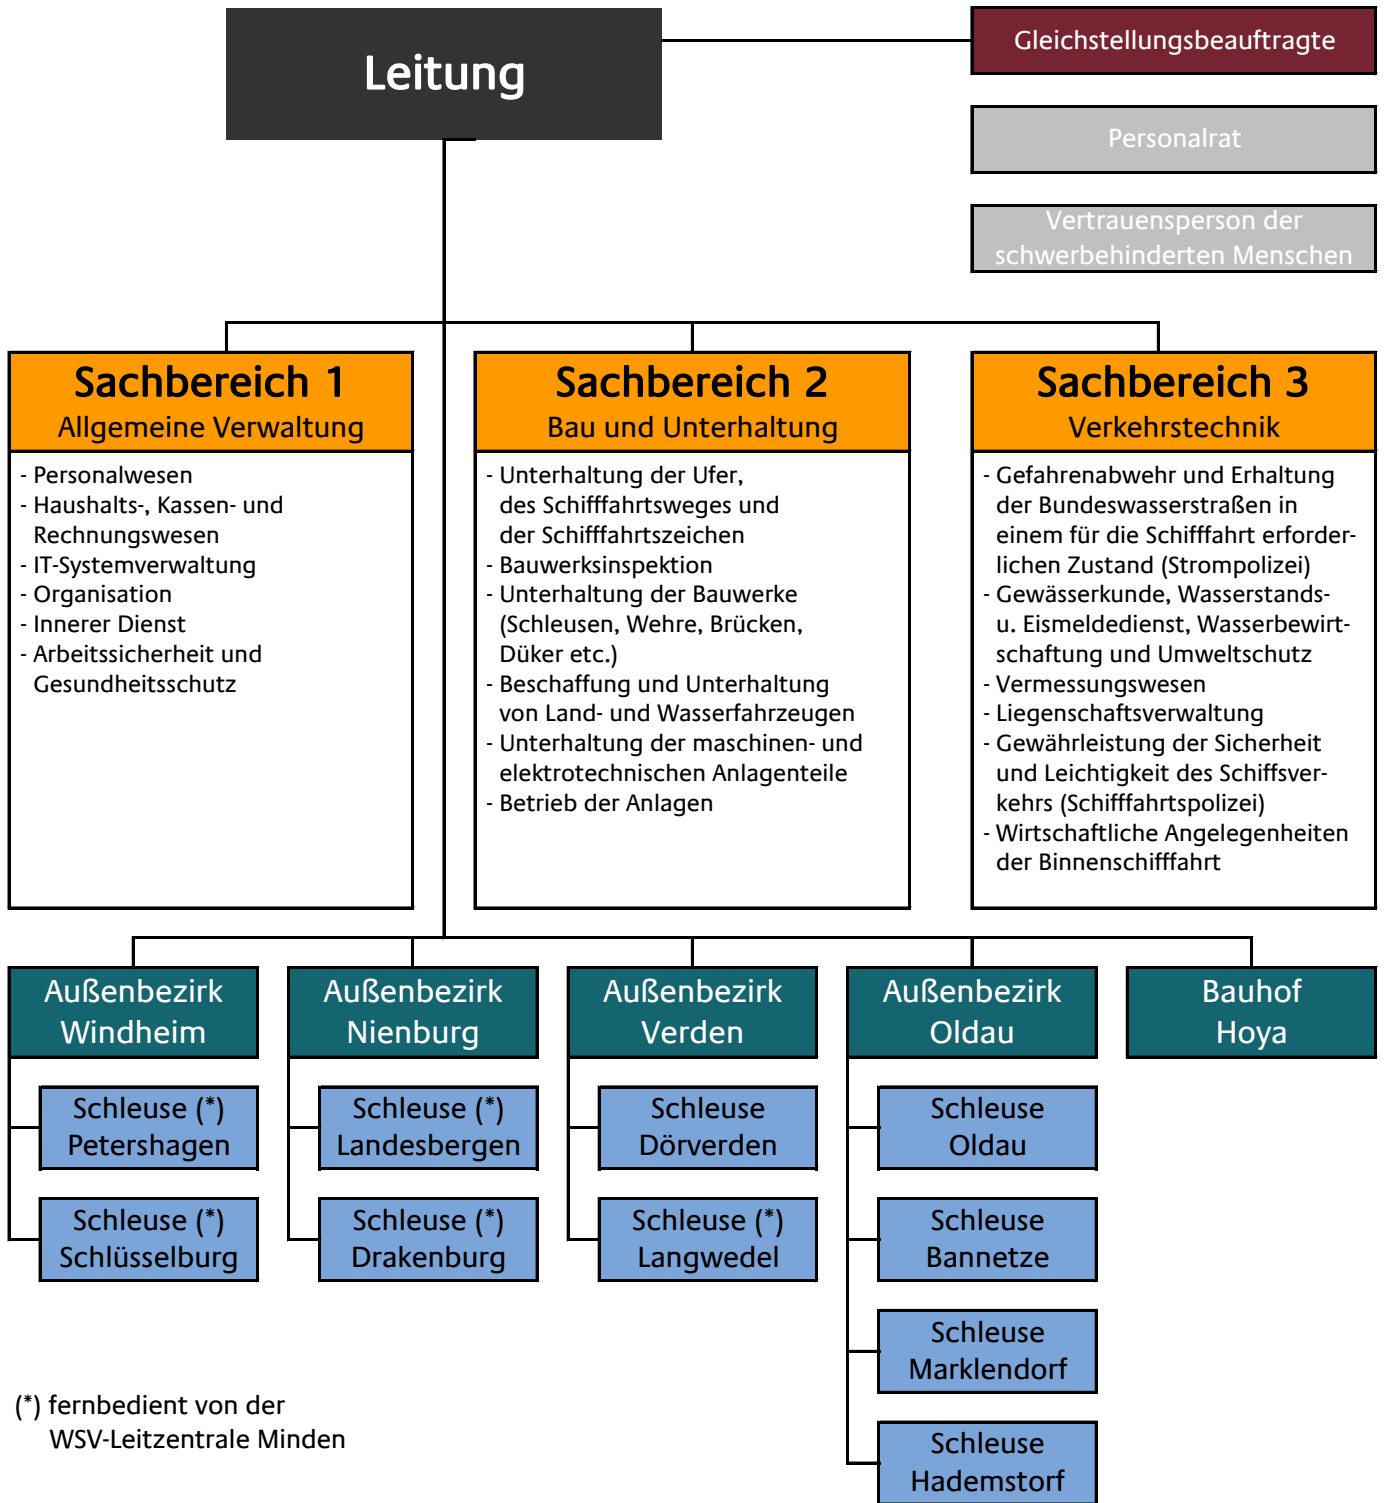 Leitung
Gleichstellungsbeauftragte
Personalrat
Vertrauensperson der
schwerbehinderten Menschen
Sachbereich 1
Allgemeine Verwaltung
- Personalwesen
- Haushalts-, Kassen- und
Rechnungswesen
- IT-Systemverwaltung
- Organisation
- Innerer Dienst
- Arbeitssicherheit und
Gesundheitsschutz
Sachbereich 2
Bau und Unterhaltung
- Unterhaltung der Ufer,
des Schifffahrtsweges und
der Schifffahrtszeichen
- Bauwerksinspektion
- Unterhaltung der Bauwerke
(Schleusen, Wehre, Brücken,
Düker etc.)
- Beschaffung und Unterhaltung
von Land- und Wasserfahrzeugen
- Unterhaltung der maschinen- und
elektrotechnischen Anlagenteile
- Betrieb der Anlagen
Sachbereich 3
Verkehrstechnik
- Gefahrenabwehr und Erhaltung
der Bundeswasserstraßen in
einem für die Schifffahrt erforder-
lichen Zustand (Strompolizei)
- Gewässerkunde, Wasserstands-
u. Eismeldedienst, Wasserbewirt-
schaftung und Umweltschutz
- Vermessungswesen
- Liegenschaftsverwaltung
- Gewährleistung der Sicherheit
und Leichtigkeit des Schiffsver-
kehrs (Schifffahrtspolizei)
- Wirtschaftliche Angelegenheiten
der Binnenschifffahrt
Außenbezirk
Windheim
Schleuse (*)
Petershagen
Schleuse (*)
Schlüsselburg
Außenbezirk
Nienburg
Schleuse (*)
Landesbergen
Schleuse (*)
Drakenburg
Außenbezirk
Verden
Schleuse
Dörverden
Schleuse (*)
Langwedel
Außenbezirk
Oldau
Schleuse
Oldau
Schleuse
Bannetze
Schleuse
Marklendorf
Schleuse
Hademstorf
Bauhof
Hoya
(*) fernbedient von der
WSV-Leitzentrale Minden